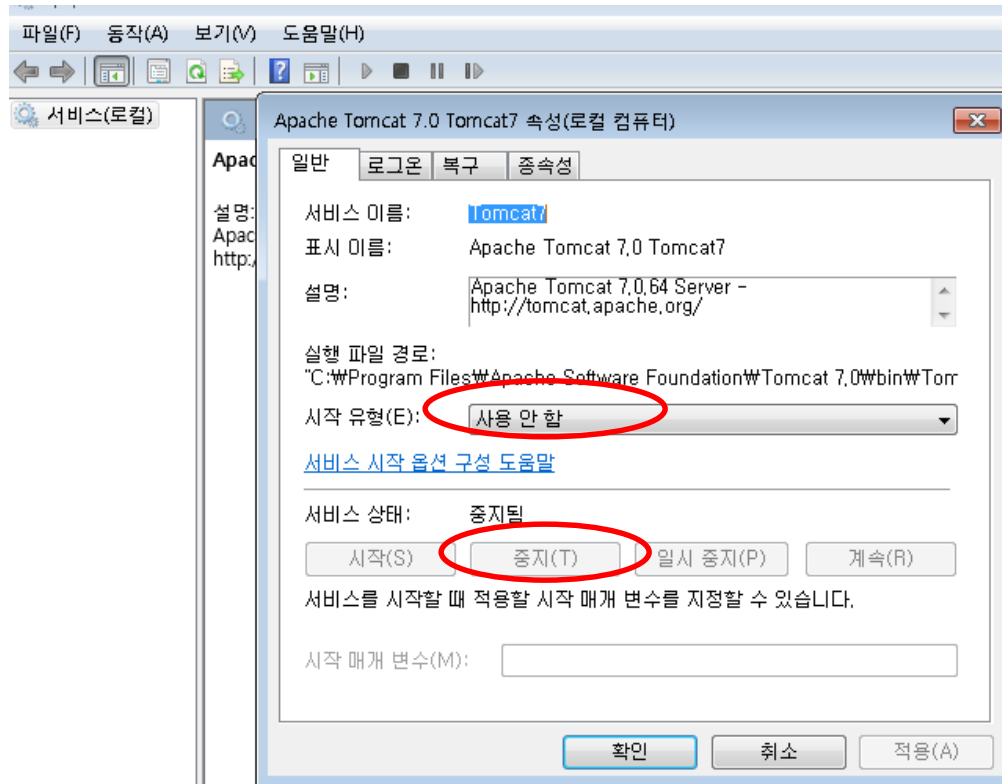 파일(F) 동작(A) 보기(V) 도움말(H)
서비스(로컬)
Apac
설명:
Apac
http:/
Apache Tomcat 7.0 Tomcat7 속성(로컬 컴퓨터)
일반 로그온 복구 종속성
서비스 이름: Tomcat7
표시 이름: Apache Tomcat 7.0 Tomcat7
설명: Apache Tomcat 7.0.64 Server -
http://tomcat.apache.org/
실행 파일 경로:
"C:₩Program Files₩Apache Software Foundation₩Tomcat 7.0₩bin₩Tom
시작 유형(E): 사용 안 함
서비스 시작 옵션 구성 도움말
서비스 상태: 중지됨
시작(S) 중지(T) 일시 중지(P) 계속(R)
서비스를 시작할 때 적용할 시작 매개 변수를 지정할 수 있습니다.
시작 매개 변수(M):
확인 취소 적용(A)